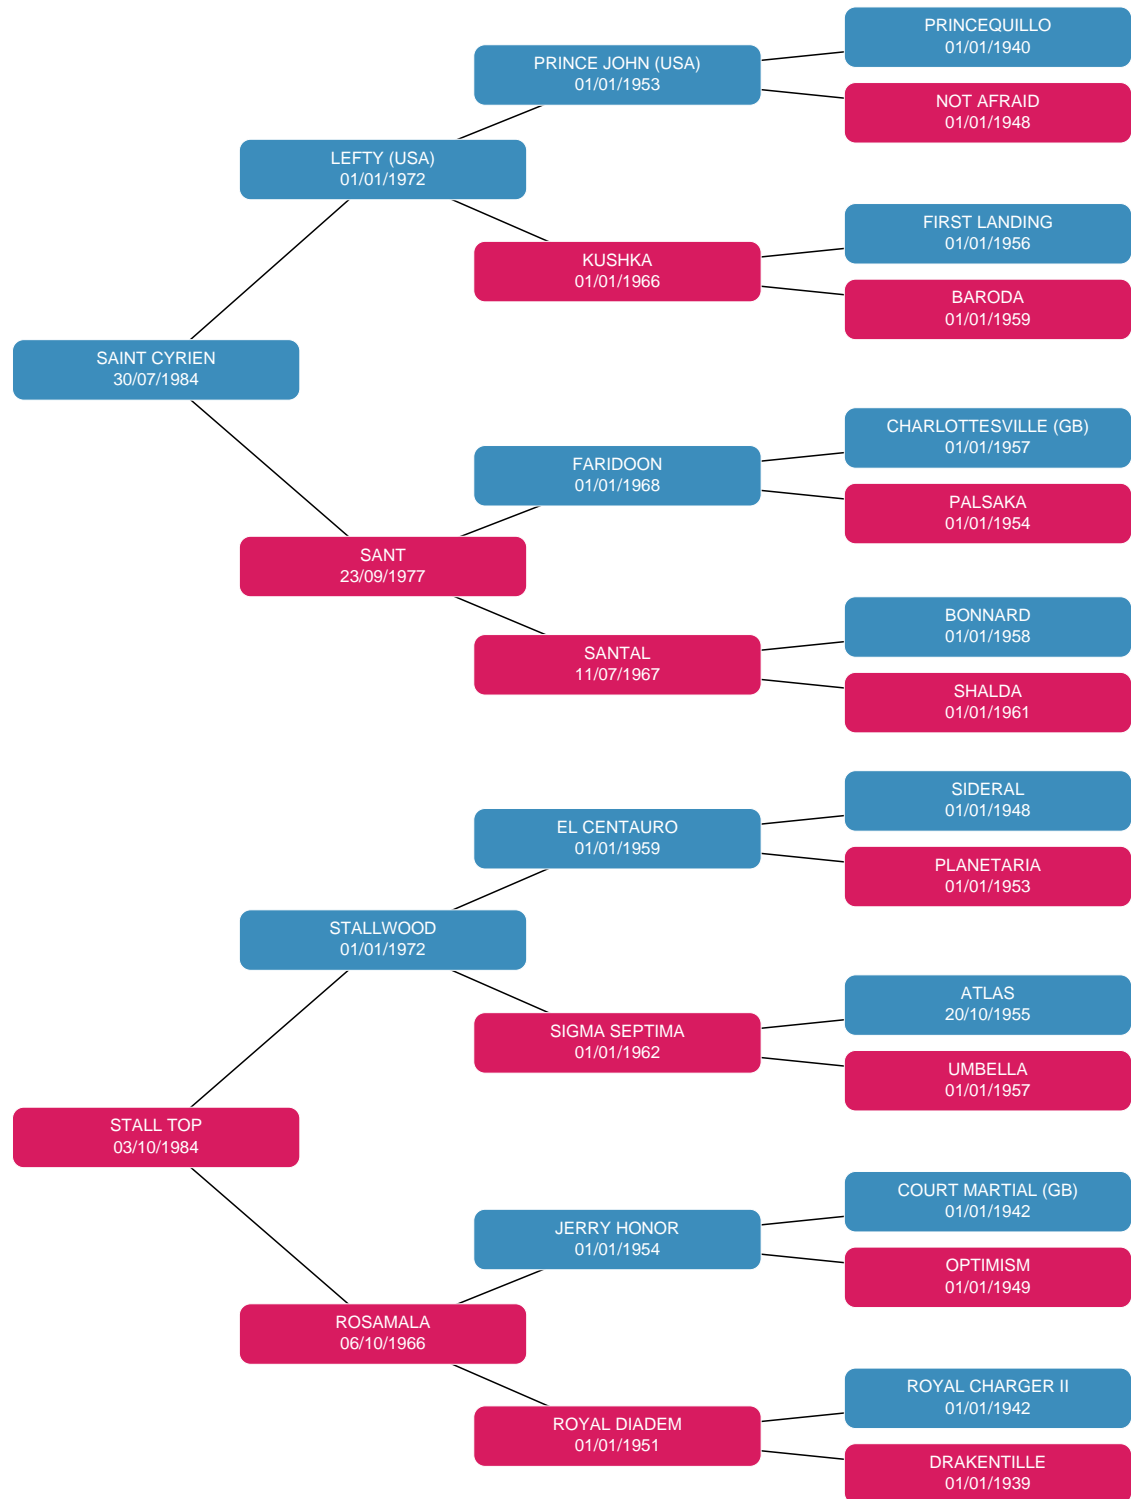 PRINCEQUILLO
01/01/1940
PRINCE JOHN (USA)
01/01/1953
NOT AFRAID
01/01/1948
LEFTY (USA)
01/01/1972
FIRST LANDING
01/01/1956
KUSHKA
01/01/1966
BARODA
01/01/1959
SAINT CYRIEN
30/07/1984
CHARLOTTESVILLE (GB)
01/01/1957
FARIDOON
01/01/1968
PALSAKA
01/01/1954
SANT
23/09/1977
BONNARD
01/01/1958
SANTAL
11/07/1967
SHALDA
01/01/1961
SIDERAL
01/01/1948
EL CENTAURO
01/01/1959
PLANETARIA
01/01/1953
STALLWOOD
01/01/1972
ATLAS
20/10/1955
SIGMA SEPTIMA
01/01/1962
UMBELLA
01/01/1957
STALL TOP
03/10/1984
COURT MARTIAL (GB)
01/01/1942
JERRY HONOR
01/01/1954
OPTIMISM
01/01/1949
ROSAMALA
06/10/1966
ROYAL CHARGER II
01/01/1942
ROYAL DIADEM
01/01/1951
DRAKENTILLE
01/01/1939